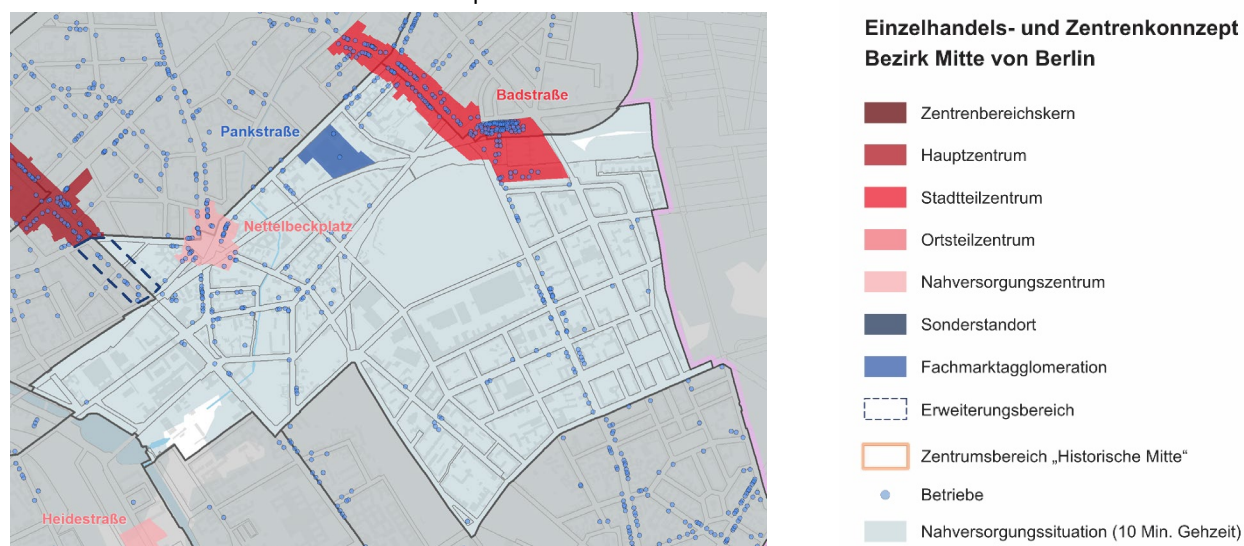 Badstraße
Pankstraße
Nettelbeckplatz
Heidestraße
Einzelhandels- und Zentrenkonnzept
Bezirk Mitte von Berlin
Zentrenbereichskern
Hauptzentrum
Stadtteilzentrum
Ortsteilzentrum
Nahversorgungszentrum
Sonderstandort
Fachmarktagglomeration
Erweiterungsbereich
Zentrumsbereich „Historische Mitte“
Betriebe
Nahversorgungssituation (10 Min. Gehzeit)